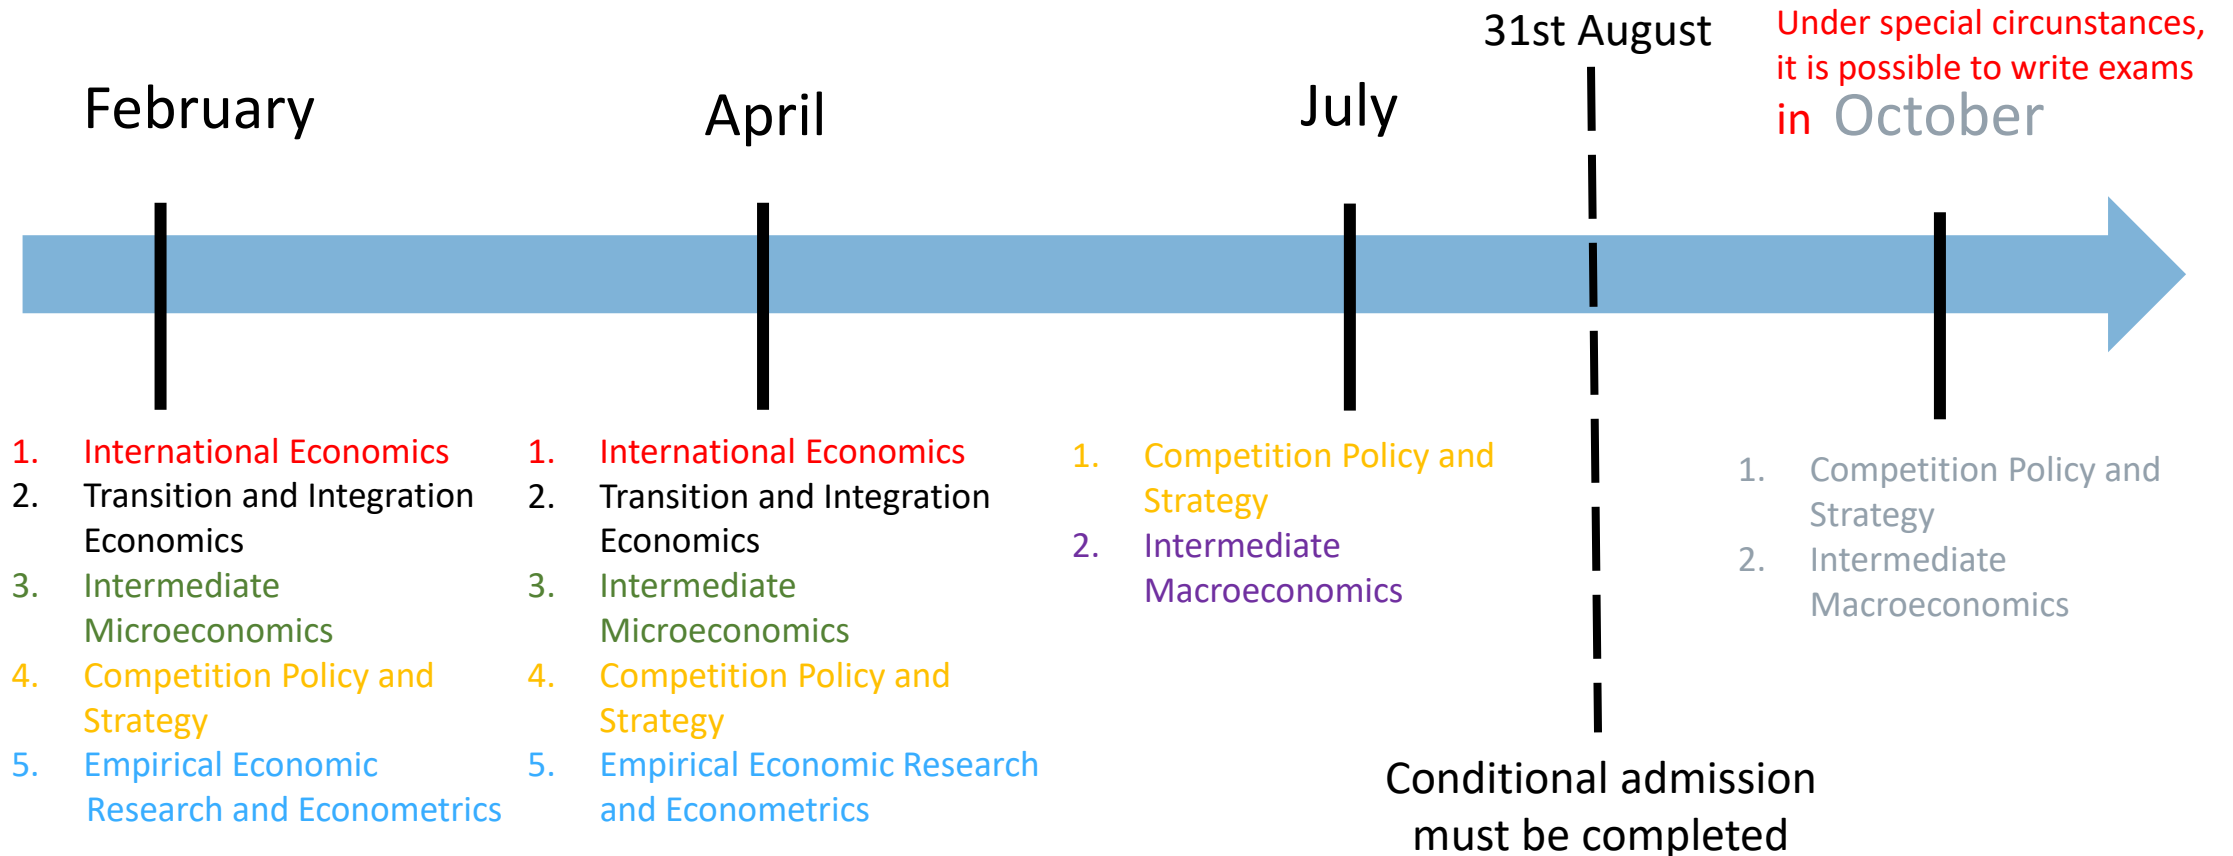 February
April
July
31st August
Under special circunstances,
it is possible to write exams
in October
1. International Economics
2. Transition and Integration
Economics
3. Intermediate
Microeconomics
4. Competition Policy and
Strategy
5. Empirical Economic
Research and Econometrics
1. International Economics
2. Transition and Integration
Economics
3. Intermediate
Microeconomics
4. Competition Policy and
Strategy
5. Empirical Economic Research
and Econometrics
1. Competition Policy and
Strategy
2. Intermediate
Macroeconomics
1. Competition Policy and
Strategy
2. Intermediate
Macroeconomics
Conditional admission
must be completed